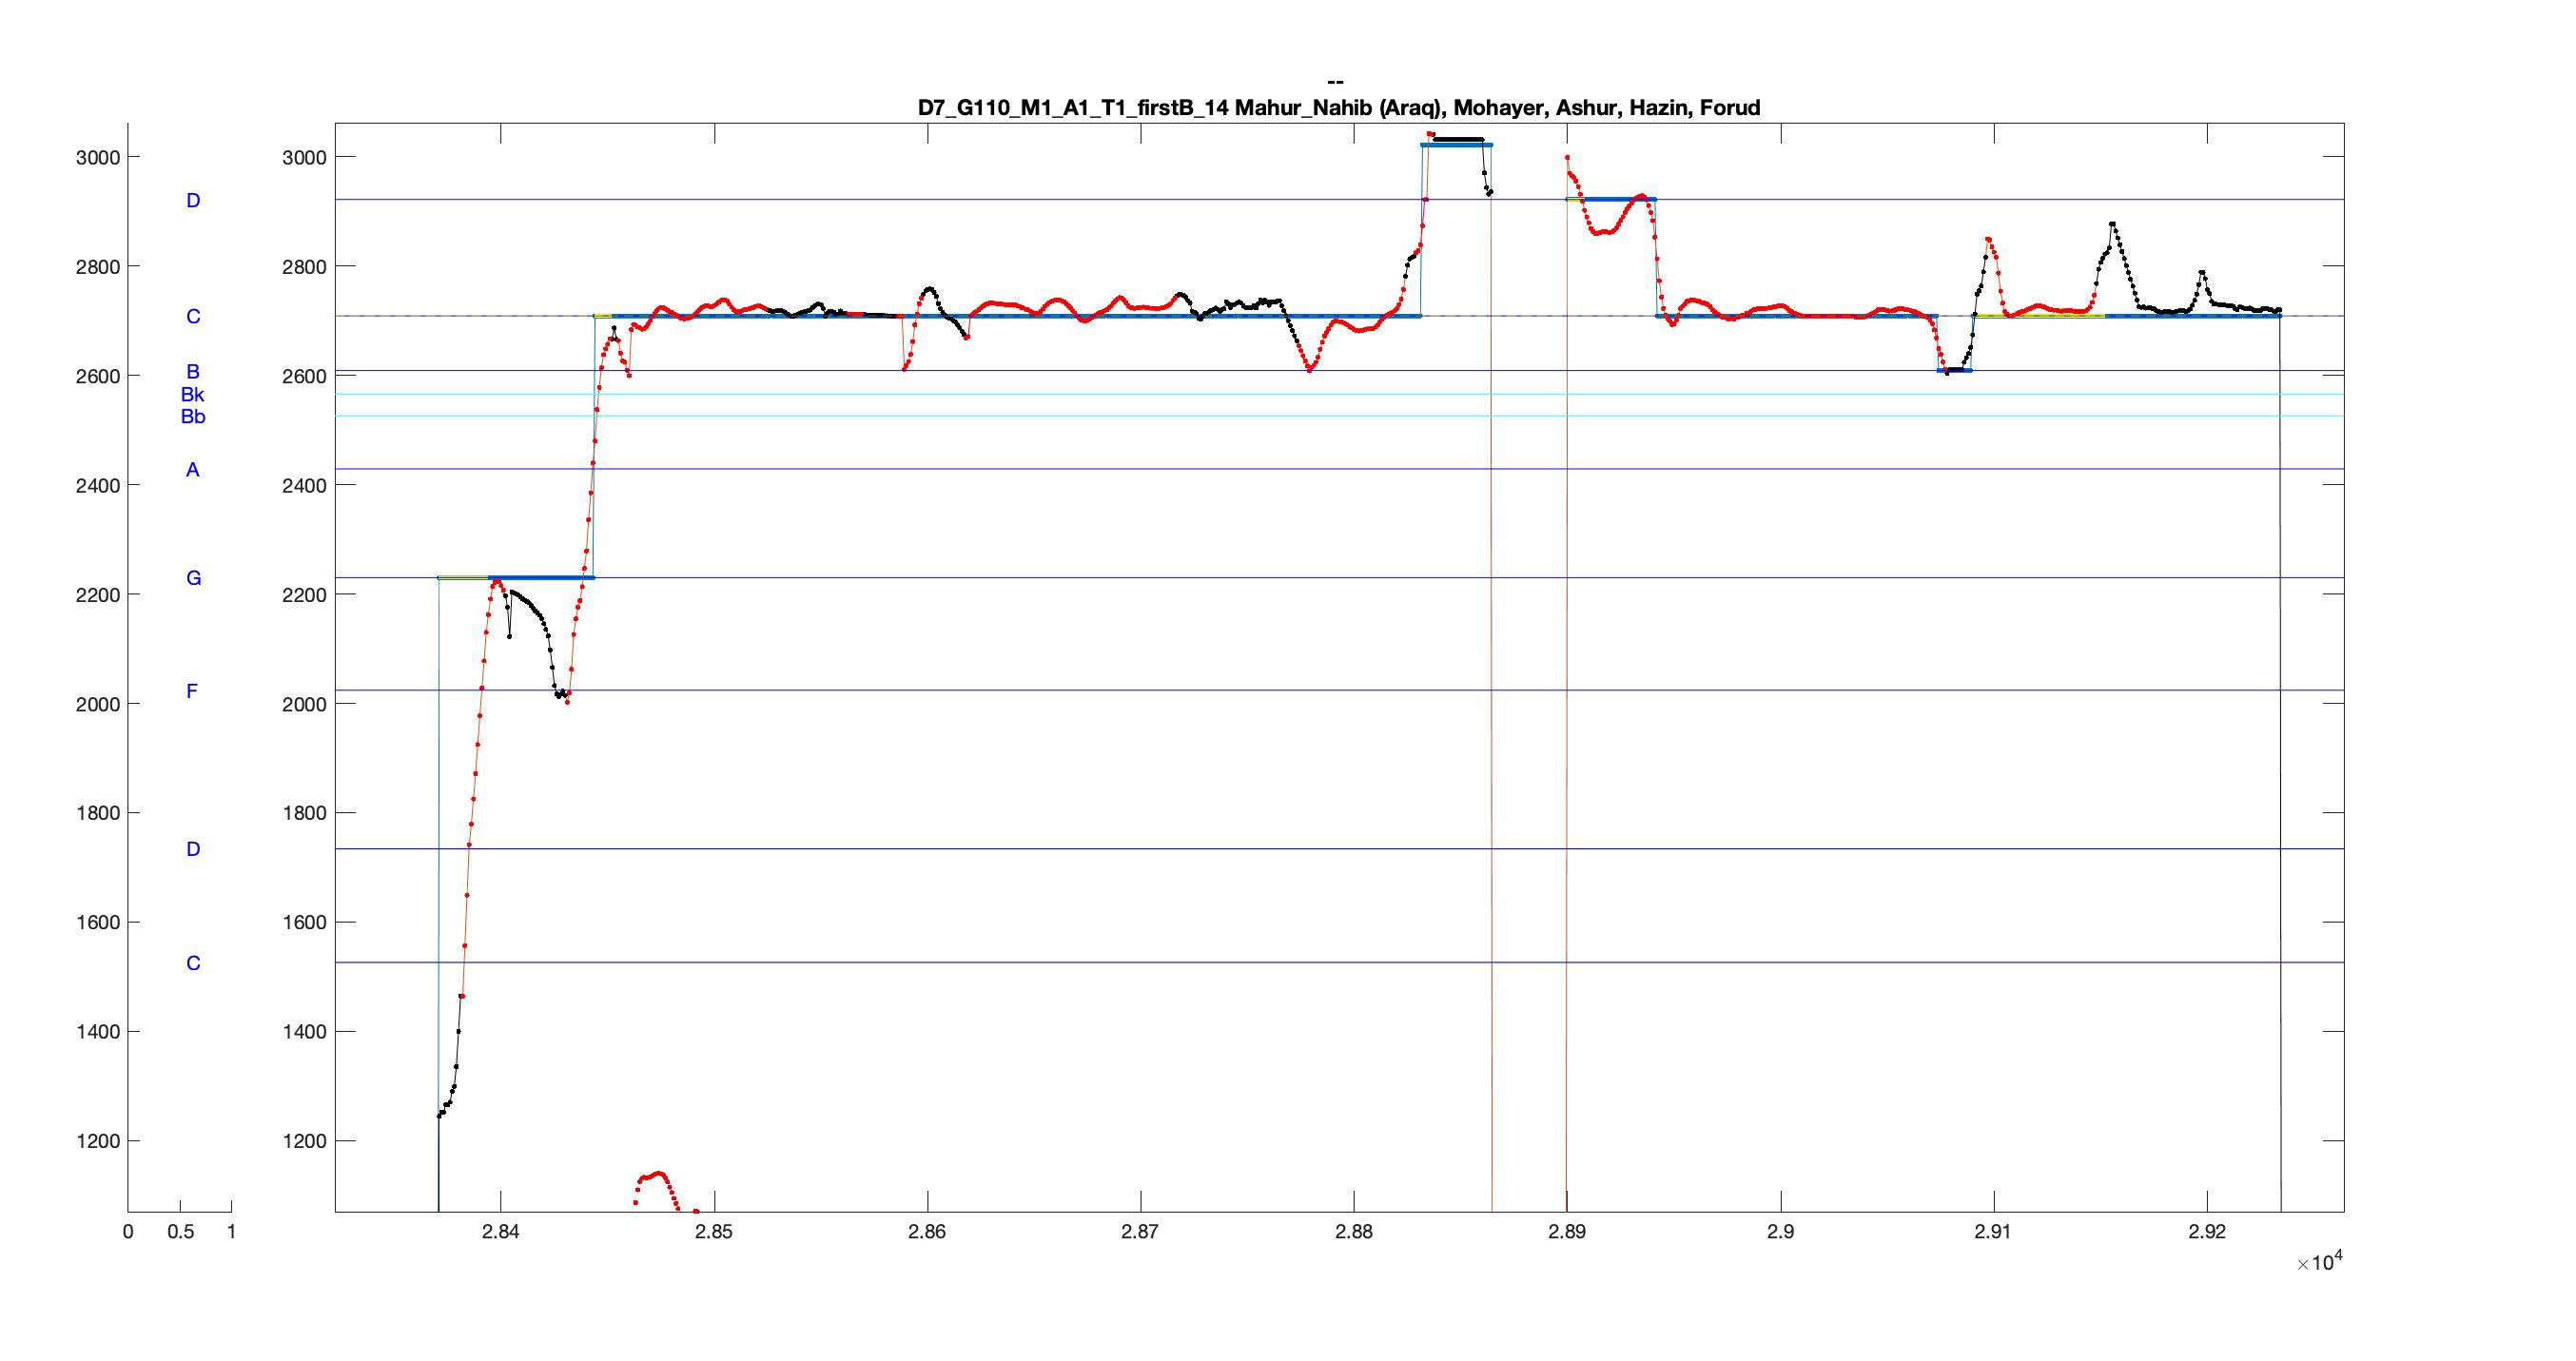 --
D7_G110_M1_A1_T1_firstB_14 Mahur_Nahib (Araq), Mohayer, Ashur, Hazin, Forud
3000
3000
D
2800
2800
C
B
2600
2600
Bk
Bb
A
2400
2400
G
2200
2200
F
2000
2000
1800
1800
D
1600
1600
C
1400
1400
1200
1200
0 0.5 1
2.84 2.85 2.86 2.87 2.88 2.89 2.9 2.91 2.92
×10⁴